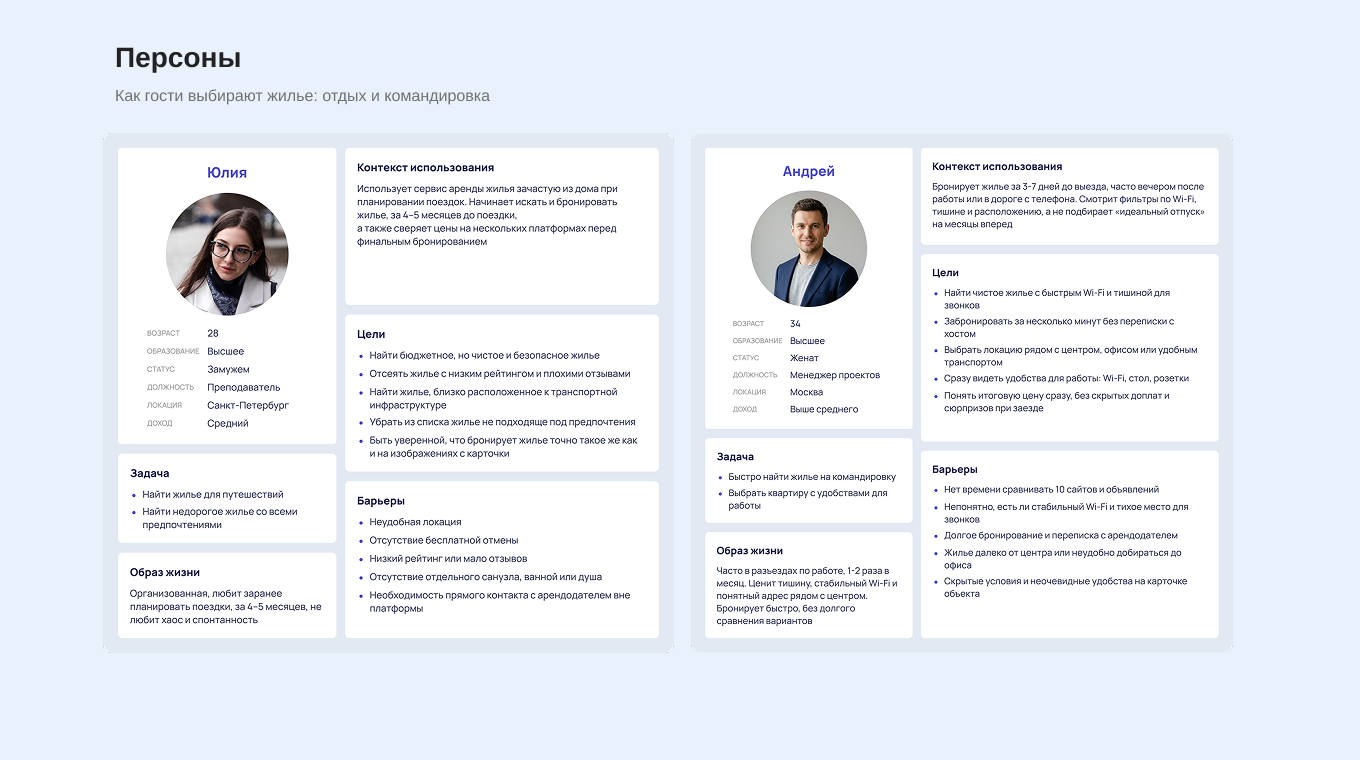 Персоны
Как гости выбирают жилье: отдых и командировка
Юлия
ВОЗРАСТ 28
ОБРАЗОВАНИЕ Высшее
СТАТУС Замужем
ДОЛЖНОСТЬ Преподаватель
ЛОКАЦИЯ Санкт-Петербург
ДОХОД Средний
Задача
• Найти жилье для путешествий
• Найти недорогое жилье со всеми
предпочтениями
Образ жизни
Организованная, любит заранее
планировать поездки, за 4–5 месяцев, не
любит хаос и спонтанность
Контекст использования
Использует сервис аренды жилья зачастую из дома при
планировании поездок. Начинает искать и бронировать
жилье, за 4–5 месяцев до поездки,
а также сверяет цены на нескольких платформах перед
финальным бронированием
Цели
• Найти бюджетное, но чистое и безопасное жилье
• Отсеять жилье с низким рейтингом и плохими отзывами
• Найти жилье, близко расположенное к транспортной
инфраструктуре
• Убрать из списка жилье не подходяще под предпочтения
• Быть уверенной, что бронирует жилье точно такое же как
и на изображениях с карточки
Барьеры
• Неудобная локация
• Отсутствие бесплатной отмены
• Низкий рейтинг или мало отзывов
• Отсутствие отдельного санузла, ванной или душа
• Необходимость прямого контакта с арендодателем вне
платформы
Андрей
ВОЗРАСТ 34
ОБРАЗОВАНИЕ Высшее
СТАТУС Женат
ДОЛЖНОСТЬ Менеджер проектов
ЛОКАЦИЯ Москва
ДОХОД Выше среднего
Задача
• Быстро найти жилье на командировку
• Выбрать квартиру с удобствами для
работы
Образ жизни
Часто в разъездах по работе, 1-2 раза в
месяц. Ценит тишину, стабильный Wi-Fi и
понятный адрес рядом с центром.
Бронирует быстро, без долгого
сравнения вариантов
Контекст использования
Бронирует жилье за 3-7 дней до выезда, часто вечером после
работы или в дороге с телефона. Смотрит фильтры по Wi-Fi,
тишине и расположению, а не подбирает «идеальный отпуск»
на месяцы вперед
Цели
• Найти чистое жилье с быстрым Wi-Fi и тишиной для
звонков
• Забронировать за несколько минут без переписки с
хостом
• Выбрать локацию рядом с центром, офисом или удобным
транспортом
• Сразу видеть удобства для работы: Wi-Fi, стол, розетки
• Понять итоговую цену сразу, без скрытых доплат и
сюрпризов при заезде
Барьеры
• Нет времени сравнивать 10 сайтов и объявлений
• Непонятно, есть ли стабильный Wi-Fi и тихое место для
звонков
• Долгое бронирование и переписка с арендодателем
• Жилье далеко от центра или неудобно добираться до
офиса
• Скрытые условия и неочевидные удобства на карточке
объекта